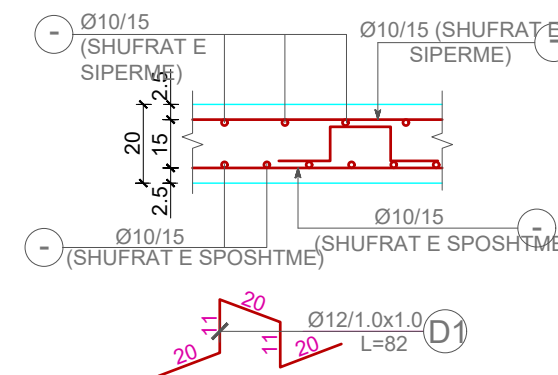 Ø10/15
(SHUFRAT E
SIPERME)
-
Ø10/15 (SHUFRAT E
SIPERME)
-
2.5
20
15
2.5
-
Ø10/15
(SHUFRAT E SPOSHTME)
Ø10/15
(SHUFRAT E SPOSHTME
-
20
11
20
11
20
Ø12/1.0x1.0
L=82
D1